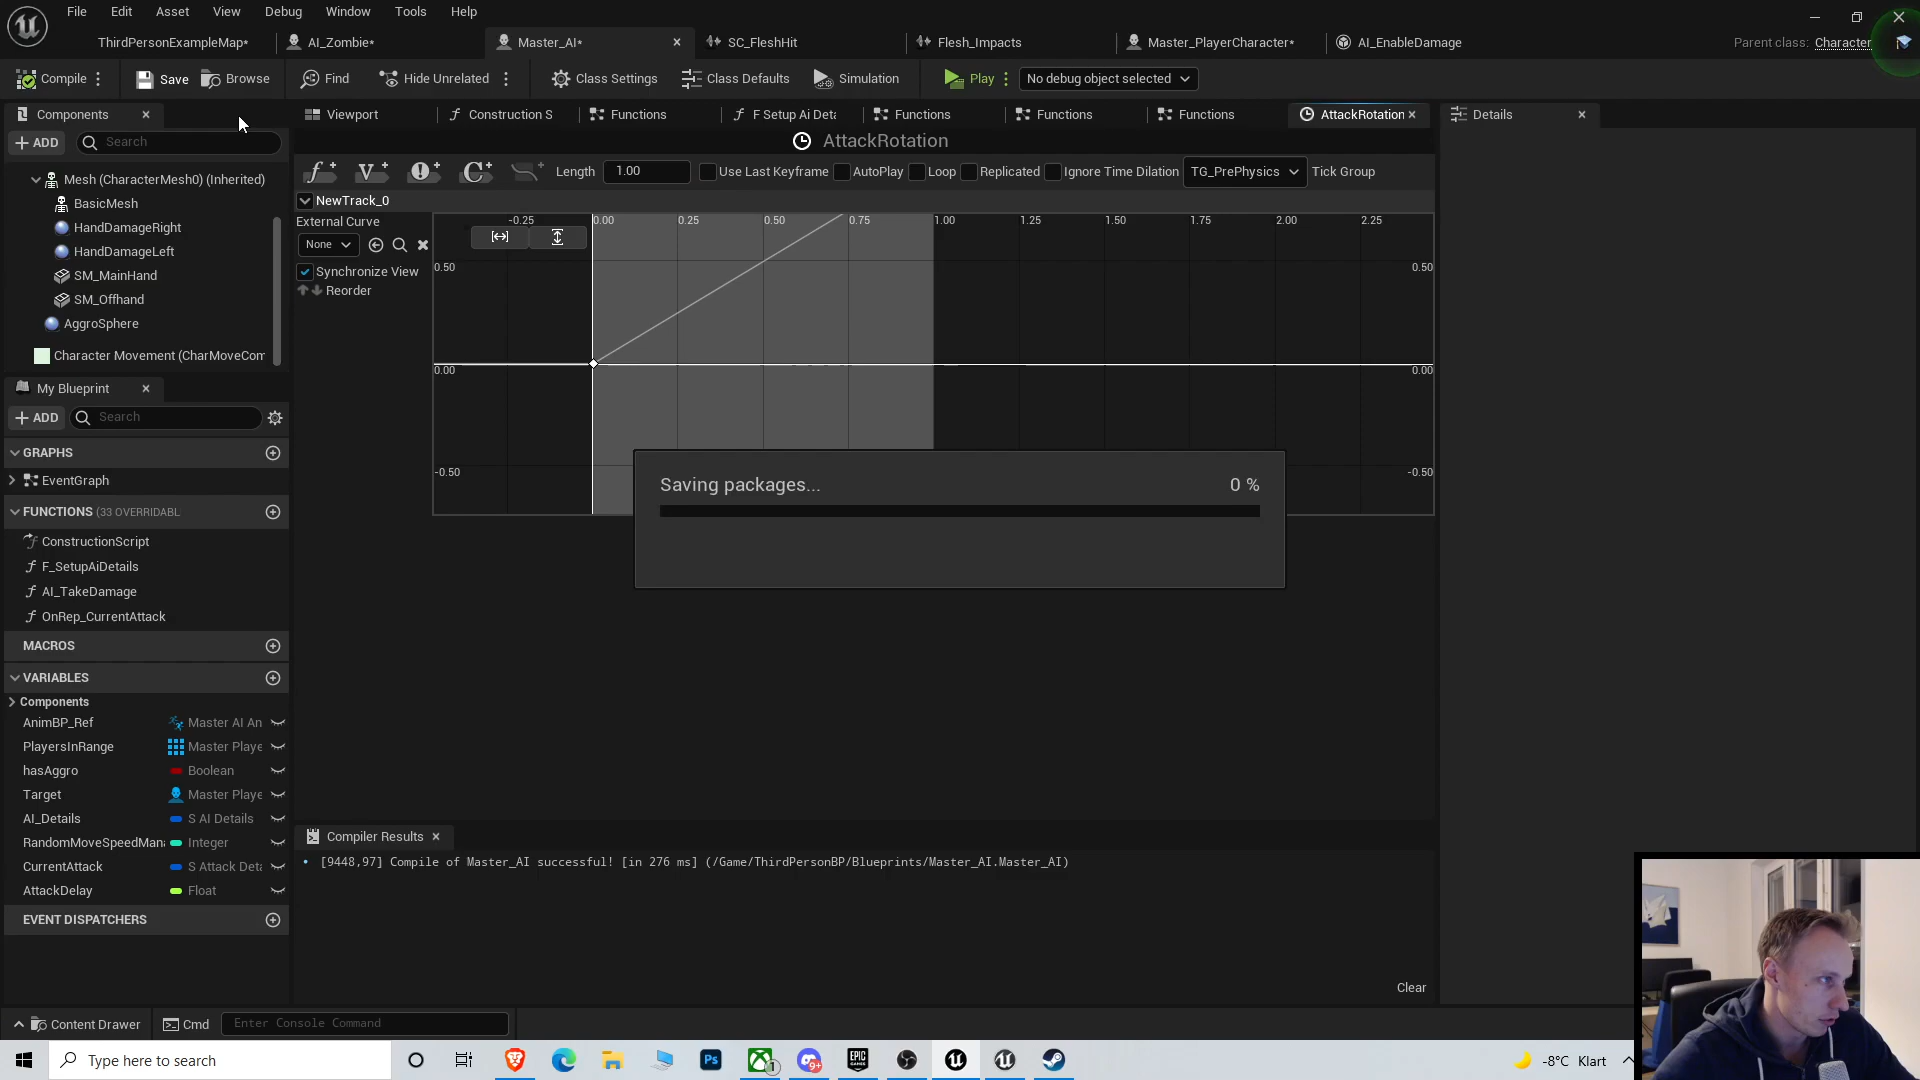 File Edit Asset View Debug Window Tools Help
ThirdPersonExampleMap* AI_Zombie* Master_AI* SC_FleshHit Flesh_Impacts Master_PlayerCharacter* AI_EnableDamage Parent class: Character
Compile Save Browse Find Hide Unrelated Class Settings Class Defaults Simulation Play No debug object selected
Components Viewport Construction S Functions F Setup Ai Deta Functions Functions Functions AttackRotation Details
ADD Search AttackRotation
Length 1.00 Use Last Keyframe AutoPlay Loop Replicated Ignore Time Dilation TG_PrePhysics Tick Group
Mesh (CharacterMesh0) (Inherited)
BasicMesh
HandDamageRight
HandDamageLeft
SM_MainHand
SM_Offhand
AggroSphere
Character Movement (CharMoveCom
NewTrack_0
External Curve
None
Synchronize View
Reorder
-0.25 0.00 0.25 0.50 0.75 1.00 1.25 1.50 1.75 2.00 2.25
0.50 0.50
0.00 0.00
-0.50 -0.50
Saving packages... 0 %
My Blueprint
ADD Search
GRAPHS
EventGraph
FUNCTIONS (33 OVERRIDABL
ConstructionScript
F_SetupAiDetails
AI_TakeDamage
OnRep_CurrentAttack
MACROS
VARIABLES
Components
AnimBP_Ref Master AI An
PlayersInRange Master Playe
hasAggro Boolean
Target Master Playe
AI_Details S AI Details
RandomMoveSpeedMana Integer
CurrentAttack S Attack Deta
AttackDelay Float
EVENT DISPATCHERS
Compiler Results
[9448,97] Compile of Master_AI successful! [in 276 ms] (/Game/ThirdPersonBP/Blueprints/Master_AI.Master_AI)
Clear
Content Drawer Cmd Enter Console Command
Type here to search Ps EPIC GAMES -8°C Klart